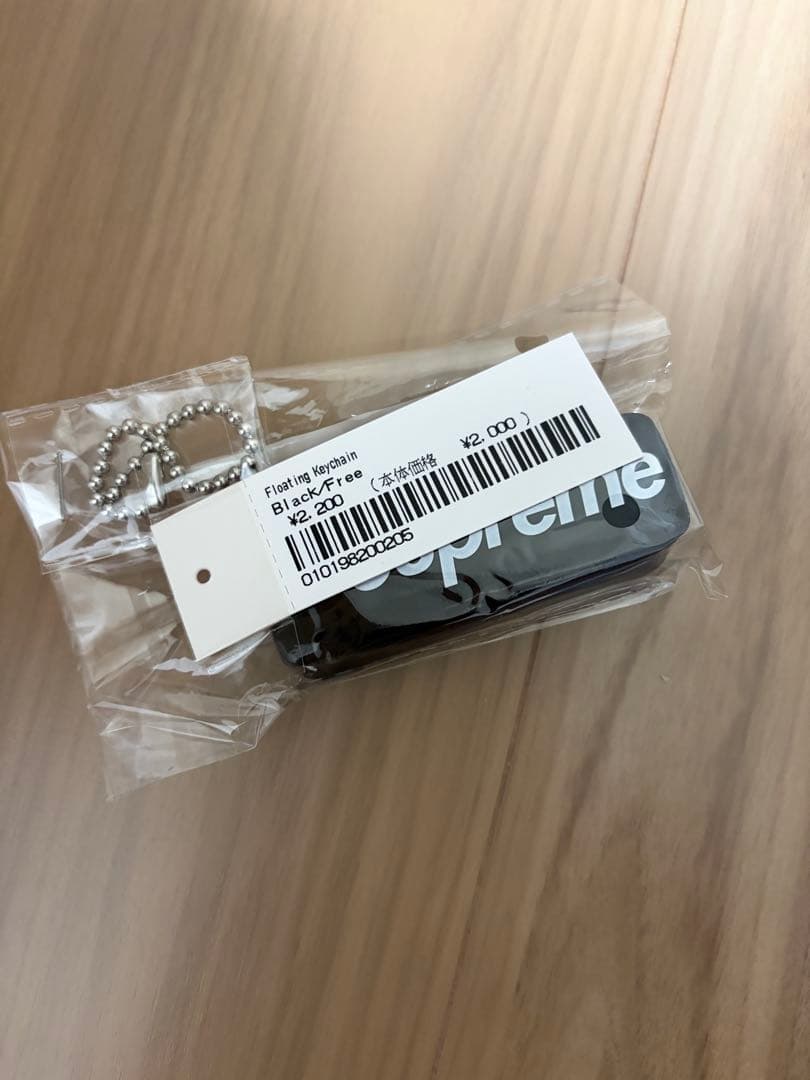 Floating Keychain
Black/Free
¥2.200 (本体価格 ¥2.000 )
010198200205
preme